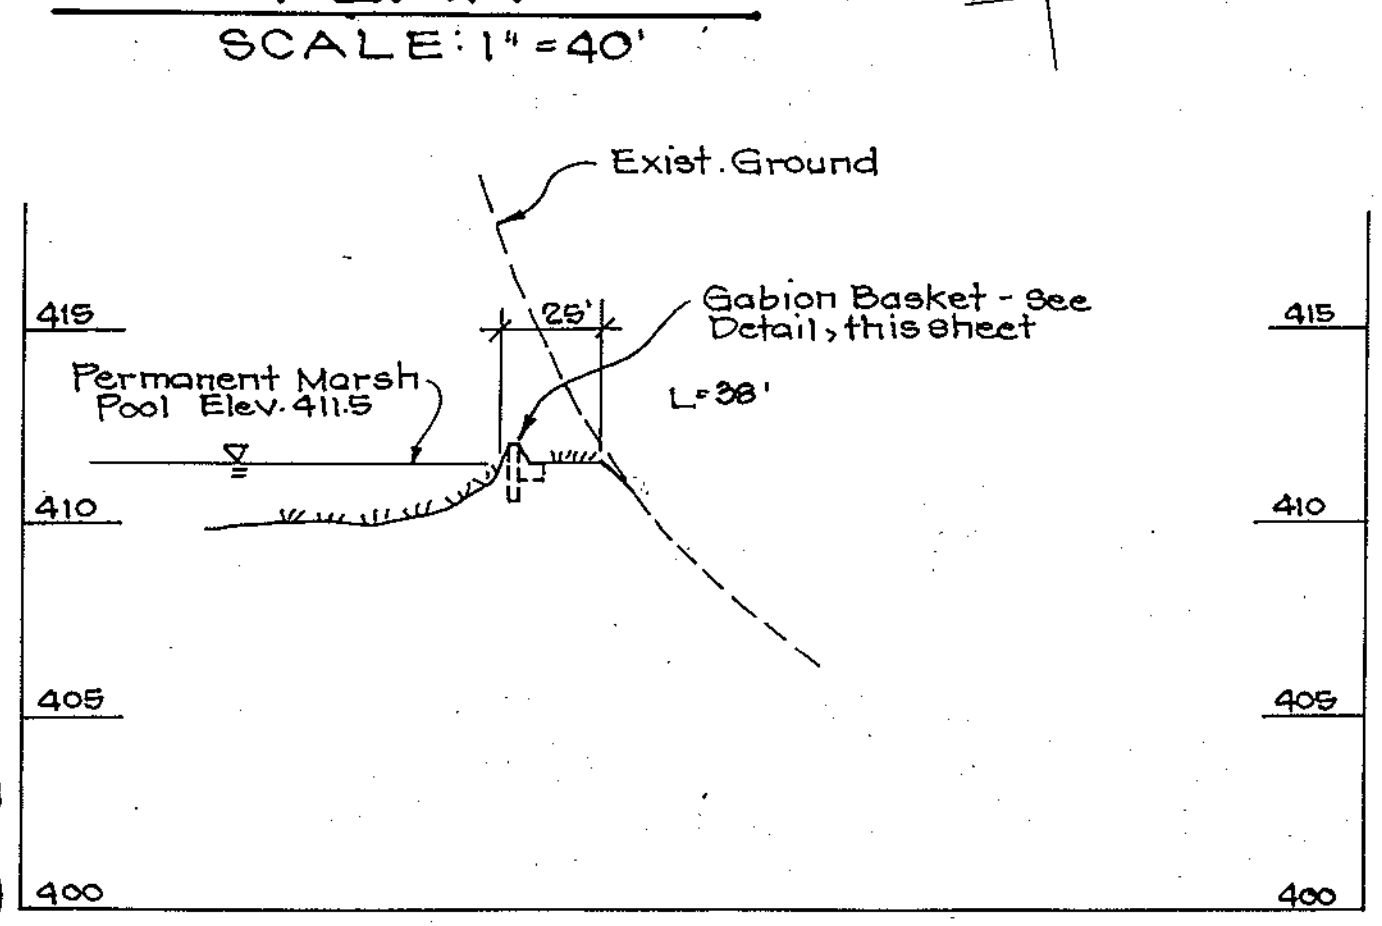 SCALE: 1" = 40'
Exist. Ground
415
25'
Gabion Basket - see
Detail, this sheet
415
Permanent Marsh
Pool Elev. 411.5
L=38'
410
410
405
405
400
400